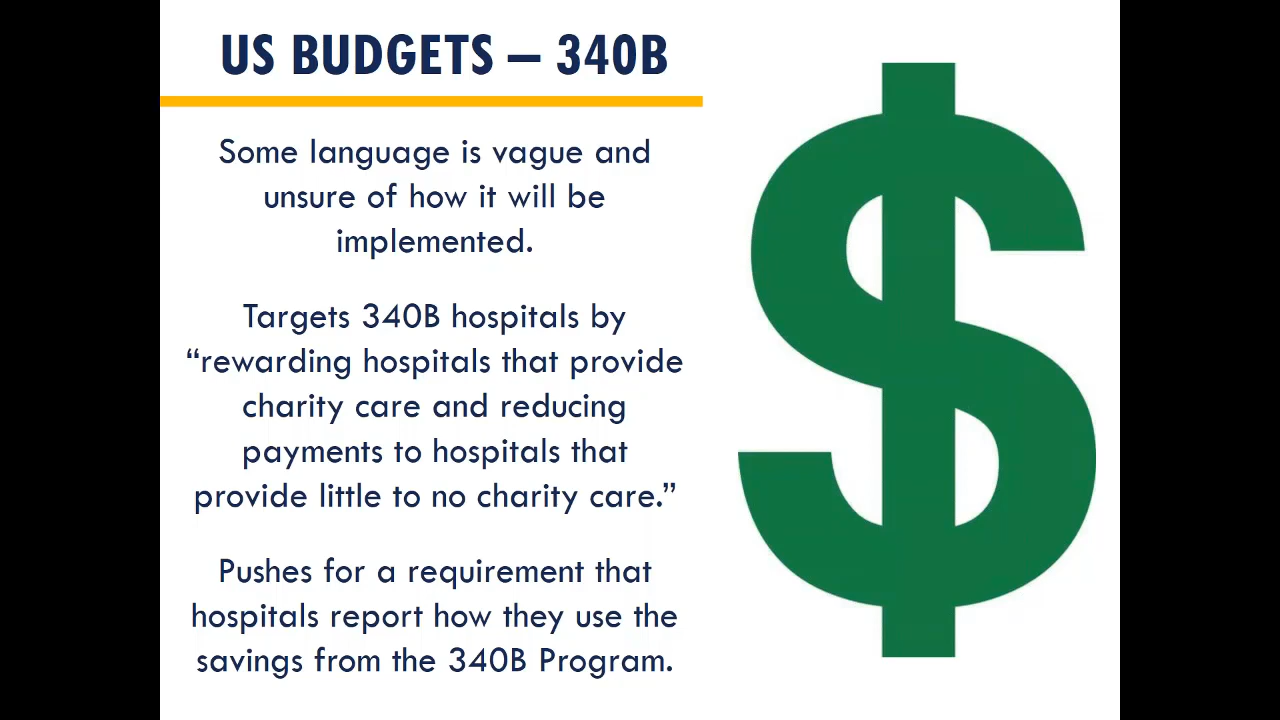 US BUDGETS – 340B
Some language is vague and
unsure of how it will be
implemented.
Targets 340B hospitals by
“rewarding hospitals that provide
charity care and reducing
payments to hospitals that
provide little to no charity care.”
Pushes for a requirement that
hospitals report how they use the
savings from the 340B Program.
$